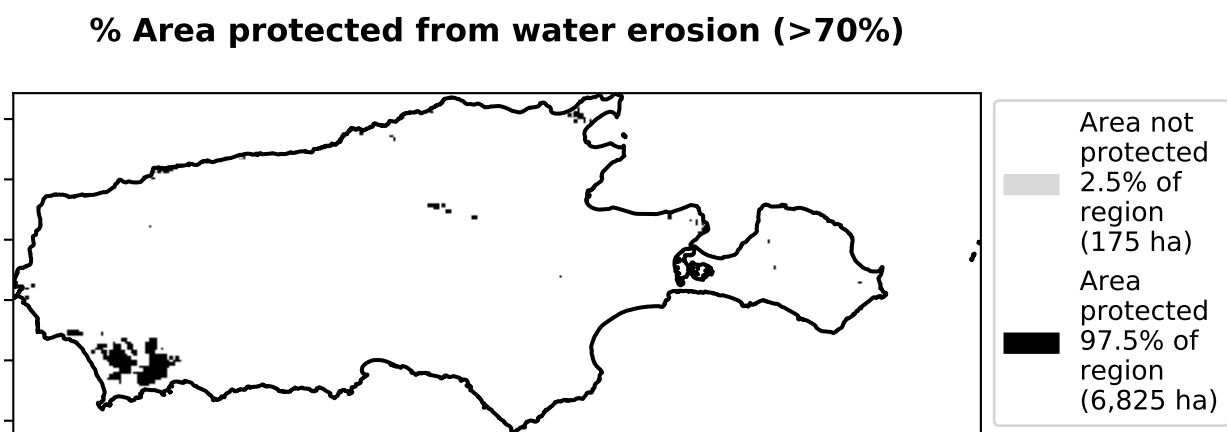 % Area protected from water erosion (>70%)
Area not
protected
2.5% of
region
(175 ha)
Area
protected
97.5% of
region
(6,825 ha)